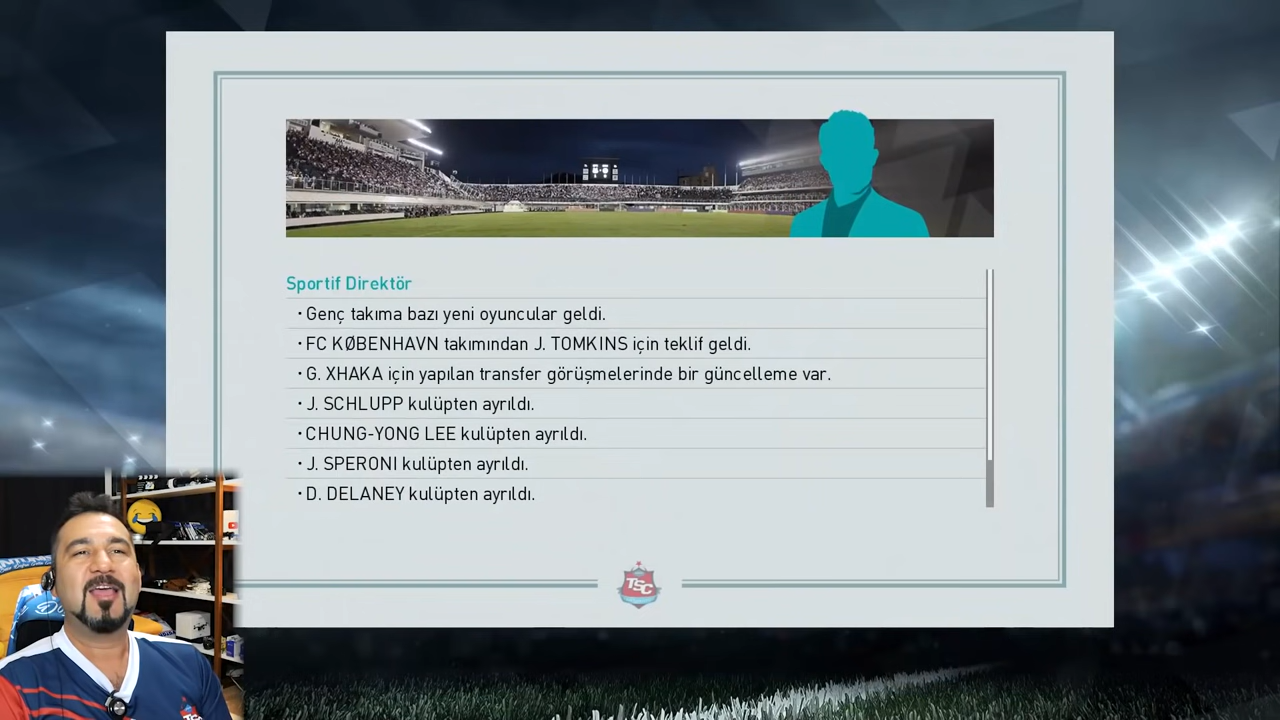 Sportif Direktör
· Genç takıma bazı yeni oyuncular geldi.
· FC KØBENHAVN takımından J. TOMKINS için teklif geldi.
· G. XHAKA için yapılan transfer görüşmelerinde bir güncelleme var.
· J. SCHLUPP kulüpten ayrıldı.
· CHUNG-YONG LEE kulüpten ayrıldı.
· J. SPERONI kulüpten ayrıldı.
· D. DELANEY kulüpten ayrıldı.
TSC
TSC